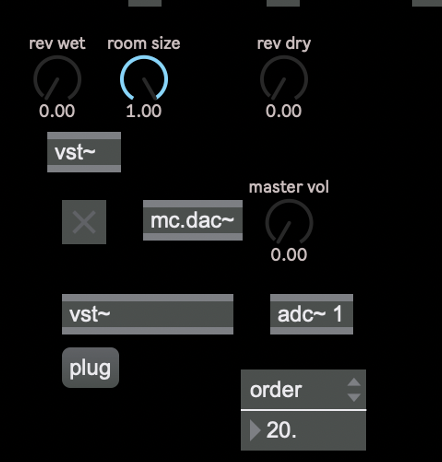 rev wet room size rev dry
0.00 1.00 0.00
vst~
master vol
mc.dac~
0.00
vst~ adc~ 1
plug
order
20.